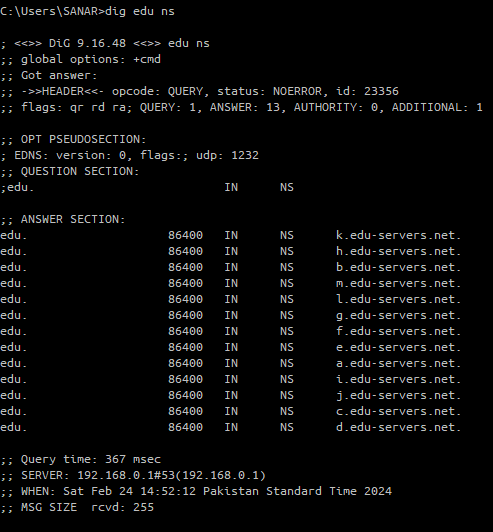 C:\Users\SANAR>dig edu ns
; <<>> DiG 9.16.48 <<>> edu ns
;; global options: +cmd
;; Got answer:
;; ->>HEADER<<- opcode: QUERY, status: NOERROR, id: 23356
;; flags: qr rd ra; QUERY: 1, ANSWER: 13, AUTHORITY: 0, ADDITIONAL: 1
;; OPT PSEUDOSECTION:
; EDNS: version: 0, flags:; udp: 1232
;; QUESTION SECTION:
;edu. IN NS
;; ANSWER SECTION:
edu. 86400 IN NS k.edu-servers.net.
edu. 86400 IN NS h.edu-servers.net.
edu. 86400 IN NS b.edu-servers.net.
edu. 86400 IN NS m.edu-servers.net.
edu. 86400 IN NS l.edu-servers.net.
edu. 86400 IN NS g.edu-servers.net.
edu. 86400 IN NS f.edu-servers.net.
edu. 86400 IN NS e.edu-servers.net.
edu. 86400 IN NS a.edu-servers.net.
edu. 86400 IN NS i.edu-servers.net.
edu. 86400 IN NS j.edu-servers.net.
edu. 86400 IN NS c.edu-servers.net.
edu. 86400 IN NS d.edu-servers.net.
;; Query time: 367 msec
;; SERVER: 192.168.0.1#53(192.168.0.1)
;; WHEN: Sat Feb 24 14:52:12 Pakistan Standard Time 2024
;; MSG SIZE rcvd: 255